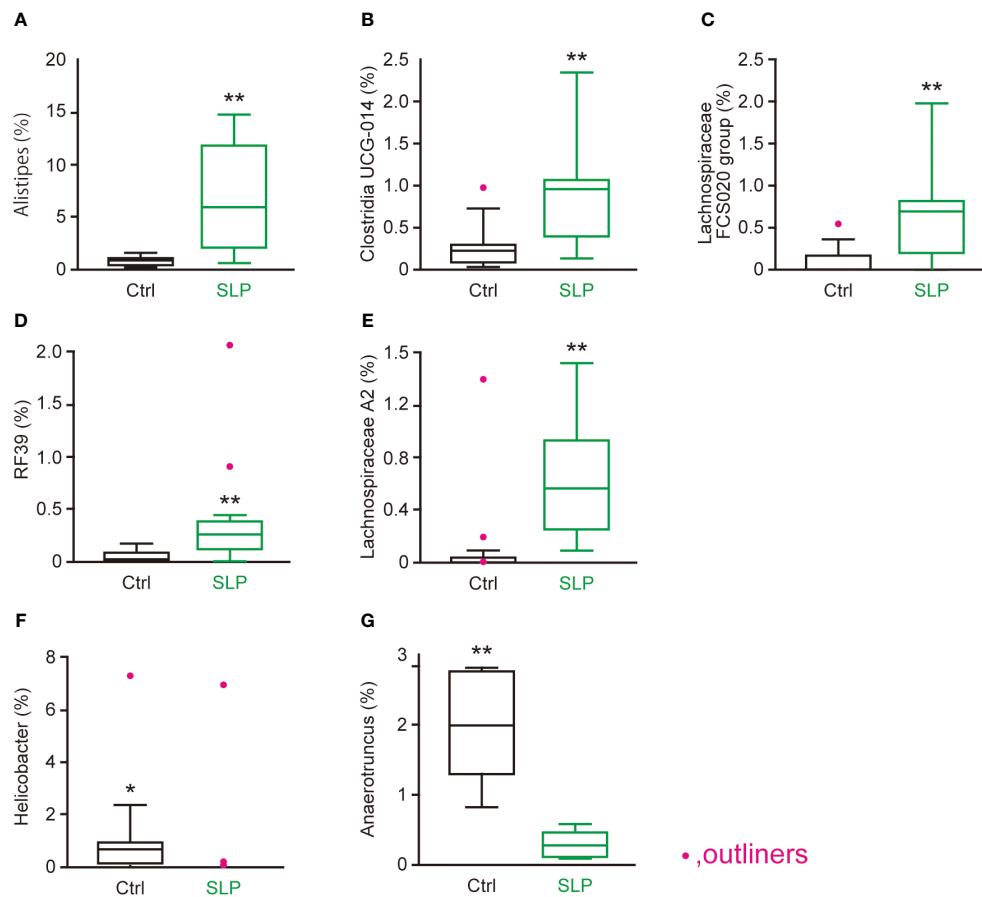 A
Alistipes (%)
20
15
10
5
0
**
Ctrl
SLP
B
Clostridia UCG-014 (%)
2.5
2.0
1.0
0.5
0
**
Ctrl
SLP
C
Lachnospiraceae
FCS020 group (%)
2.5
2.0
1.0
0.5
0
**
Ctrl
SLP
D
RF39 (%)
2.0
1.5
1.0
0.5
0
**
Ctrl
SLP
E
Lachnospiraceae A2 (%)
1.5
1.2
0.8
0.4
0
**
Ctrl
SLP
F
Helicobacter (%)
8
6
4
2
0
*
Ctrl
SLP
G
Anaerotruncus (%)
3
2
1
0
**
Ctrl
SLP
,outliners